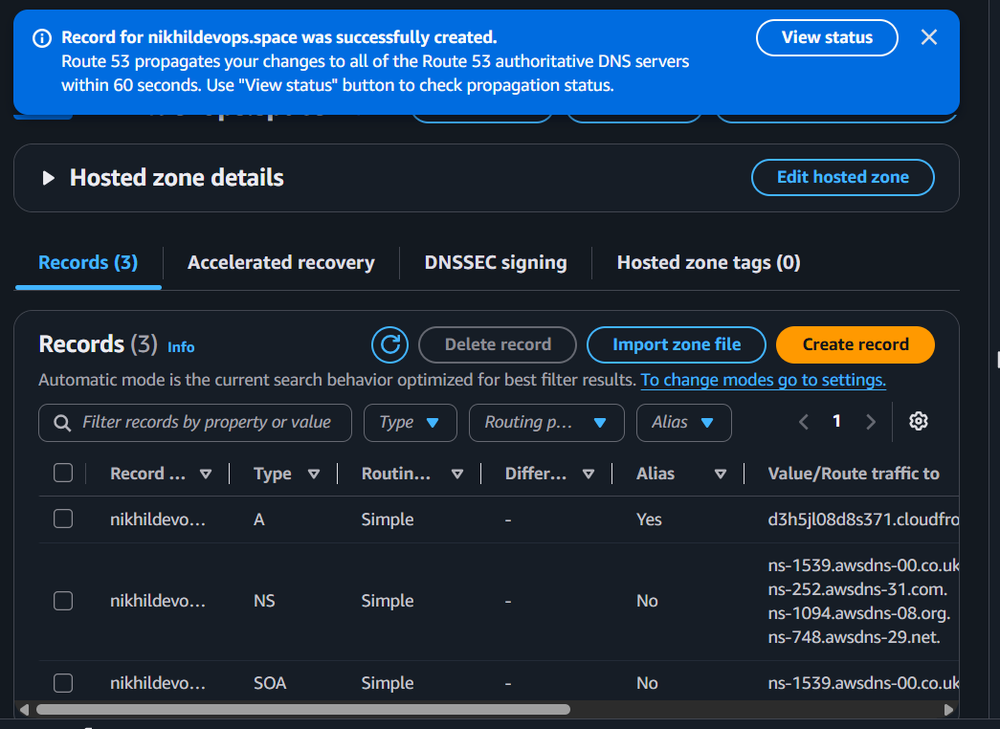 Record for nikhildevops.space was successfully created.
Route 53 propagates your changes to all of the Route 53 authoritative DNS servers
within 60 seconds. Use "View status" button to check propagation status.
View status
Hosted zone details
Edit hosted zone
Records (3)
Accelerated recovery
DNSSEC signing
Hosted zone tags (0)
Records (3) Info
Delete record
Import zone file
Create record
Automatic mode is the current search behavior optimized for best filter results. To change modes go to settings.
Filter records by property or value
Type
Routing p...
Alias
1
Record ... Type Routin... Differ... Alias Value/Route traffic to
nikhildevo... A Simple - Yes d3h5jl08d8s371.cloudfro
nikhildevo... NS Simple - No
ns-1539.awsdns-00.co.uk
ns-252.awsdns-31.com.
ns-1094.awsdns-08.org.
ns-748.awsdns-29.net.
nikhildevo... SOA Simple - No ns-1539.awsdns-00.co.uk